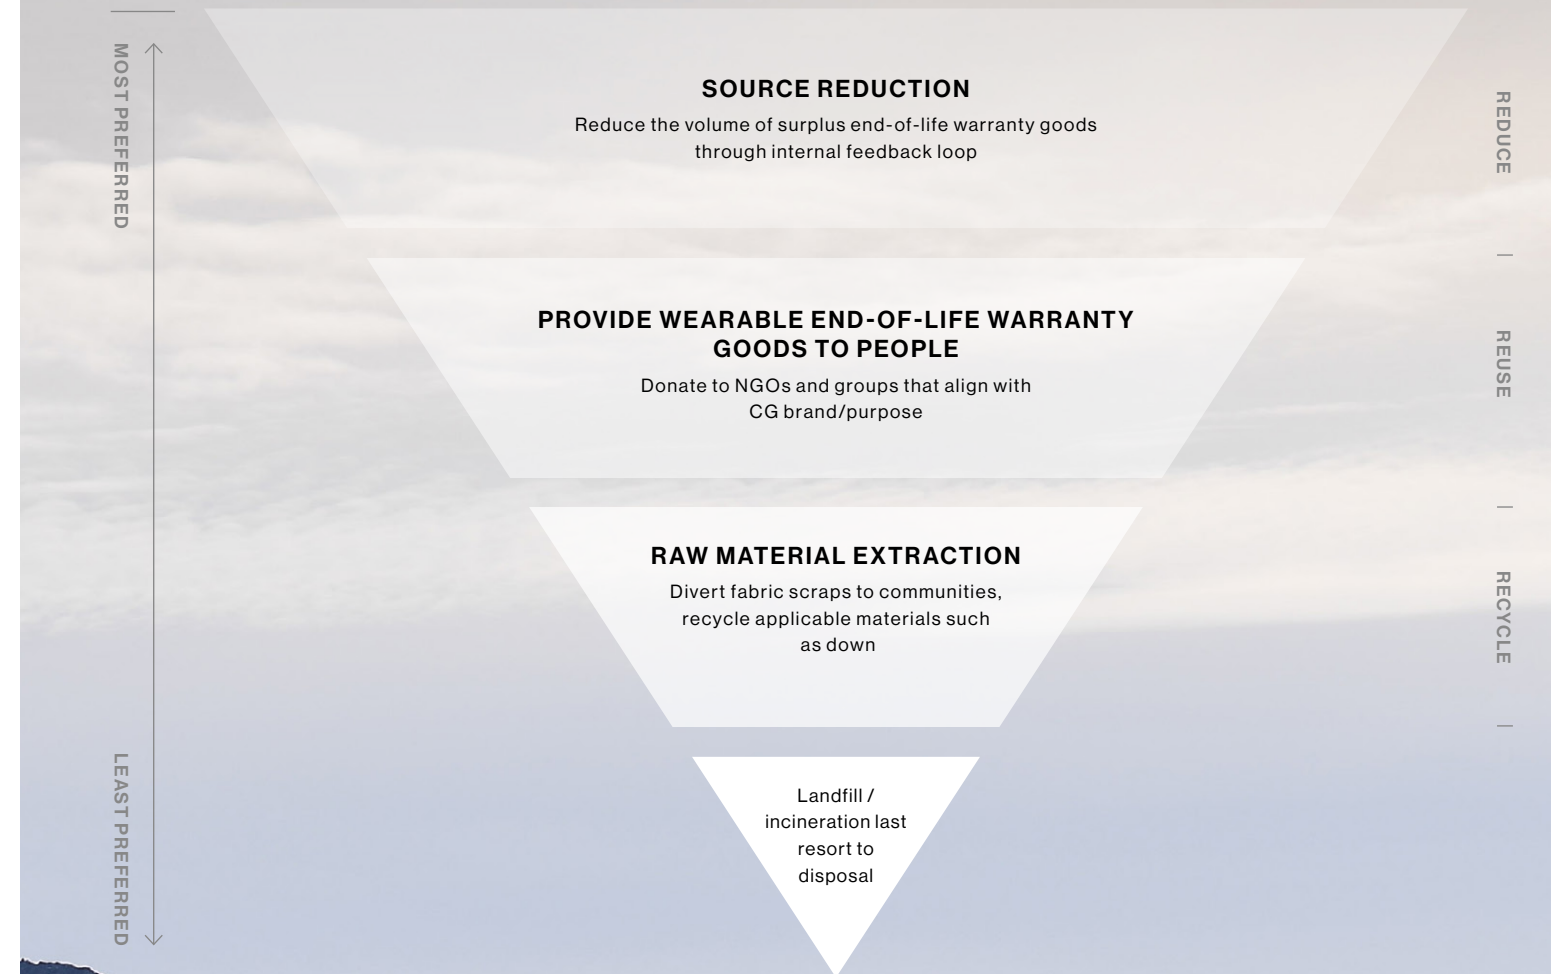 MOST PREFERRED
SOURCE REDUCTION
Reduce the volume of surplus end-of-life warranty goods
through internal feedback loop
REDUCE
PROVIDE WEARABLE END-OF-LIFE WARRANTY
GOODS TO PEOPLE
Donate to NGOs and groups that align with
CG brand/purpose
REUSE
RAW MATERIAL EXTRACTION
Divert fabric scraps to communities,
recycle applicable materials such
as down
RECYCLE
LEAST PREFERRED
Landfill /
incineration last
resort to
disposal